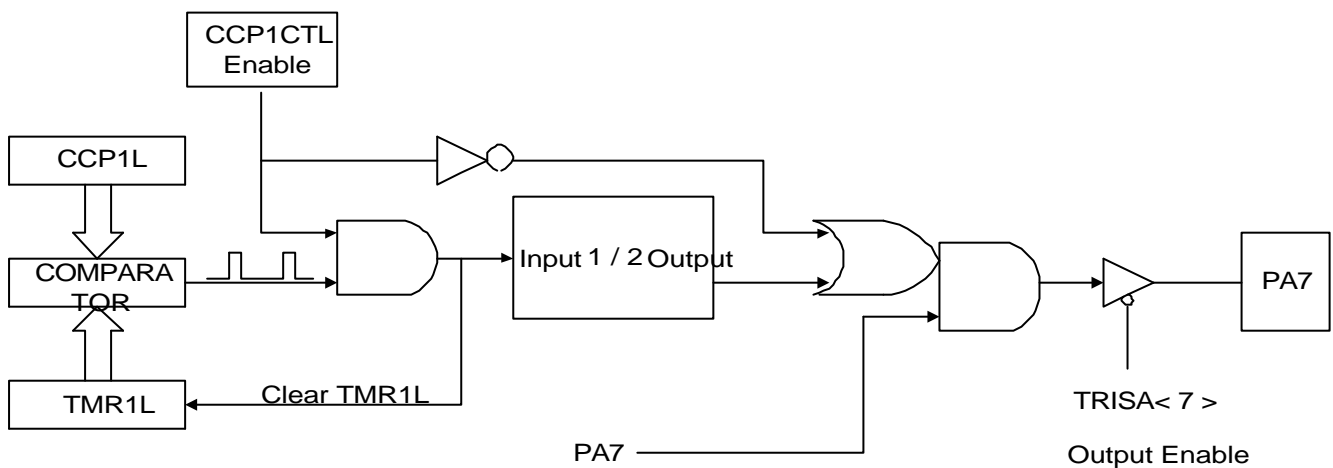 CCP1CTL
Enable
CCP1L
COMPARA
TOR
Input 1 / 2 Output
PA7
TMR1L
Clear TMR1L
TRISA< 7 >
PA7
Output Enable